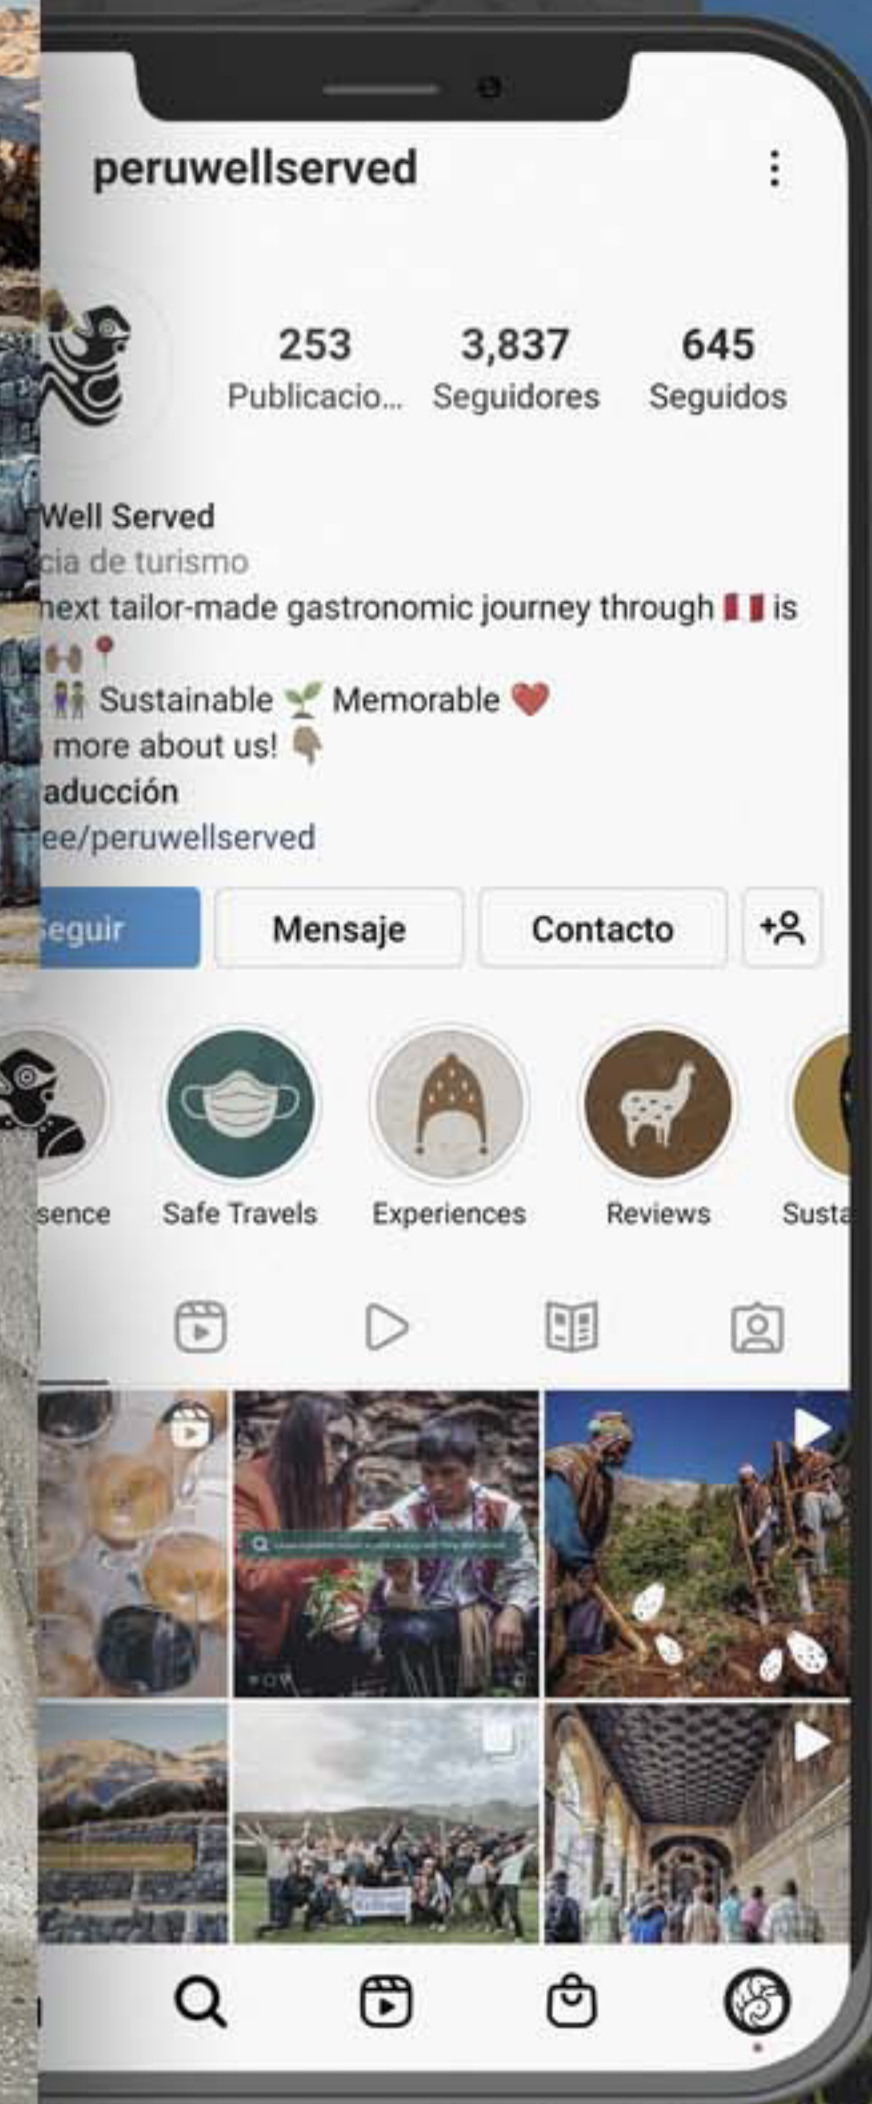 peruwellserved
253 3,837 645
Publicacio... Seguidores Seguidos
Well Served
cia de turismo
next tailor-made gastronomic journey through 🇵🇪 is
🙌🏽📍
👫 Sustainable 🌱 Memorable ❤️
more about us! 👇🏽
aducción
ee/peruwellserved
Seguir Mensaje Contacto
sence Safe Travels Experiences Reviews Susta